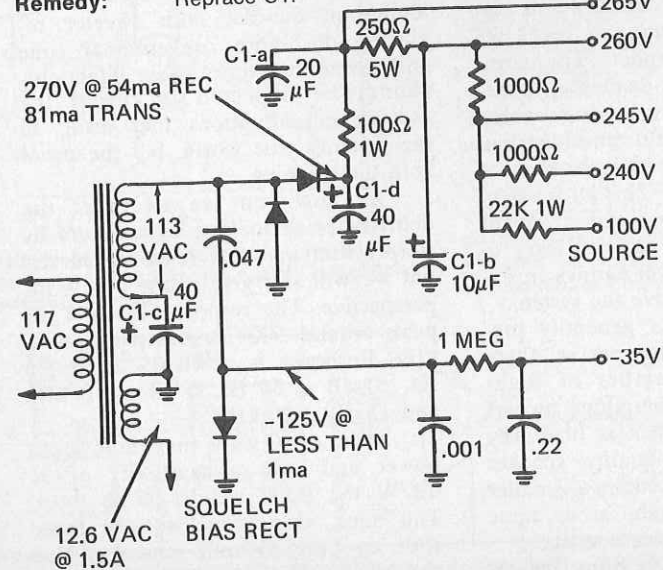 Remedy:
265V
250Ω
260V
C1-a
20
μF
5W
270V @ 54ma REC
81ma TRANS
1000Ω
100Ω
1W
245V
1000Ω
C1-d
240V
40
μF
22K 1W
113
VAC
.047
100V
SOURCE
C1-b
10μF
40
μF
C1-c
117
VAC
1 MEG
-35V
-125V @
LESS THAN
1ma
.001
.22
SQUELCH
BIAS RECT
12.6 VAC
@ 1.5A